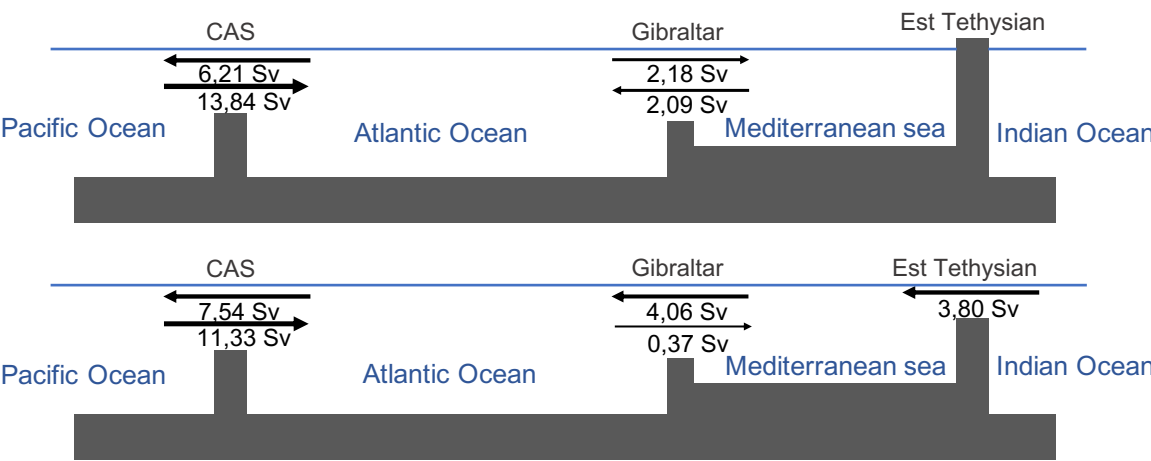 CAS Gibraltar Est Tethysian
6,21 Sv 2,18 Sv
13,84 Sv 2,09 Sv
Pacific Ocean Atlantic Ocean Mediterranean sea Indian Ocean
CAS Gibraltar Est Tethysian
7,54 Sv 4,06 Sv 3,80 Sv
11,33 Sv 0,37 Sv
Pacific Ocean Atlantic Ocean Mediterranean sea Indian Ocean